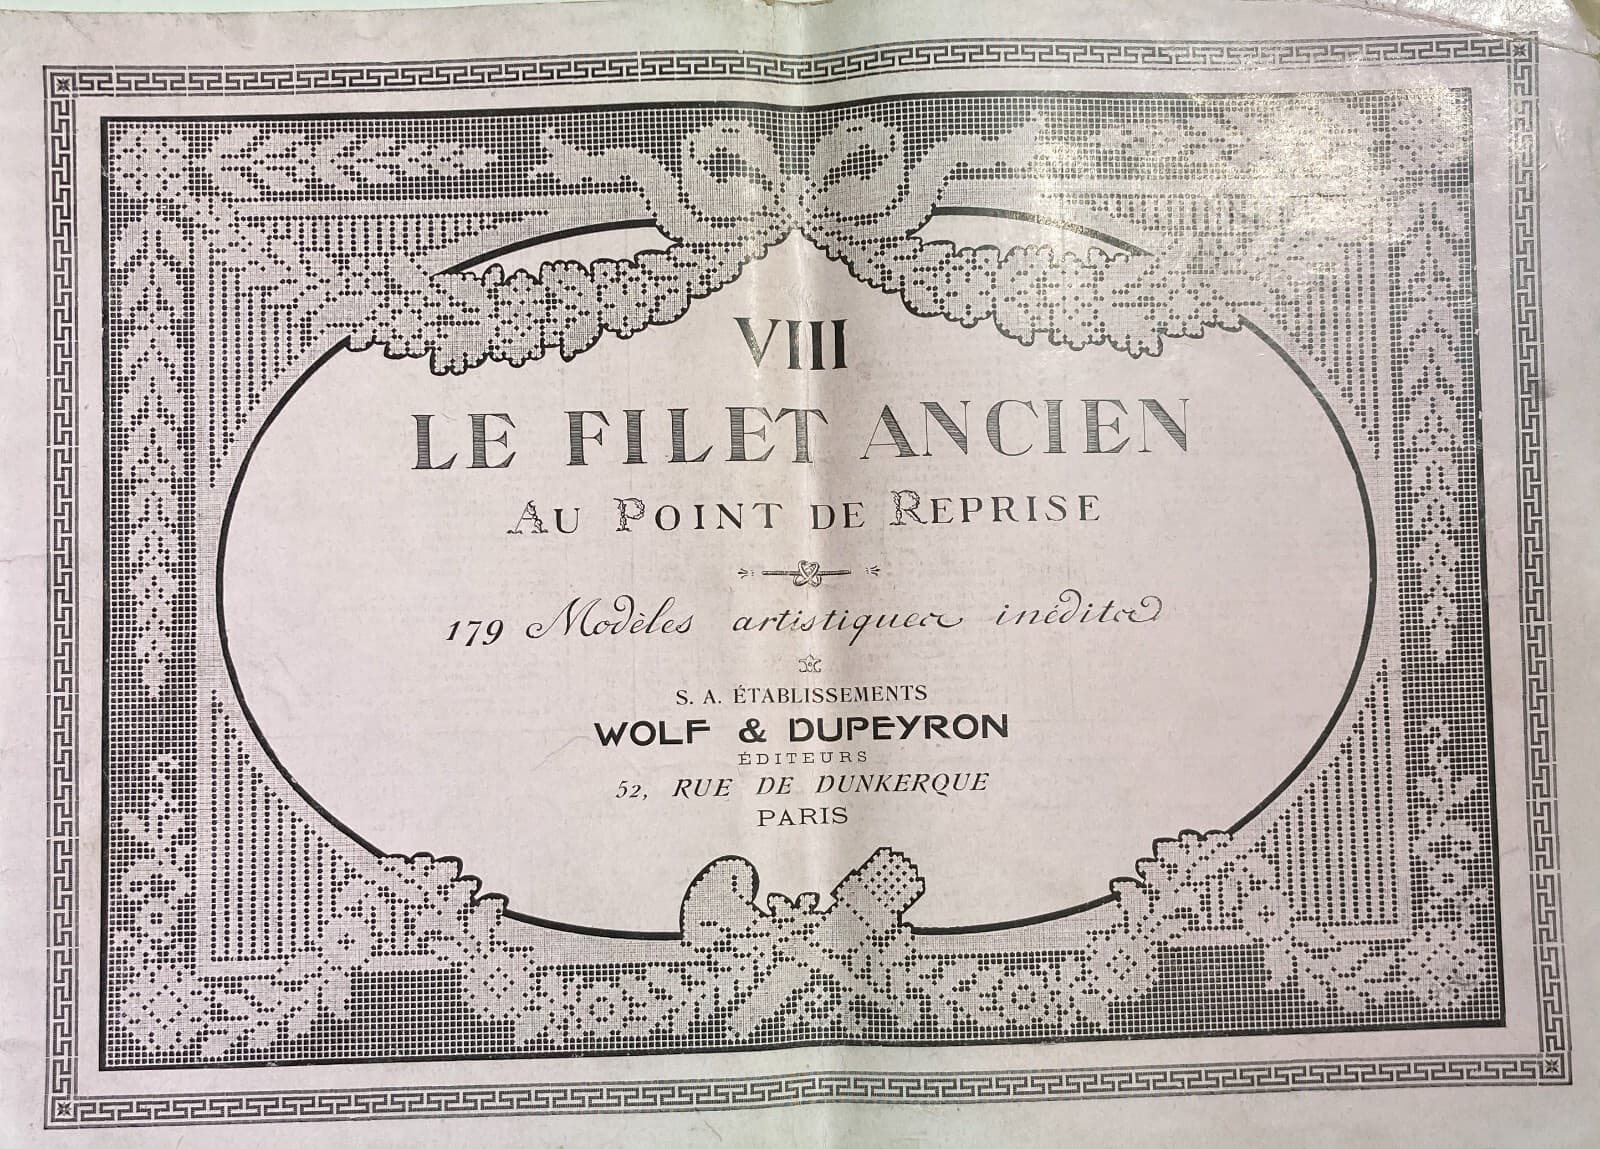 VIII
LE FILET ANCIEN
AU POINT DE REPRISE
179 Modèles artistiques inédits
S. A. ÉTABLISSEMENTS
WOLF & DUPEYRON
ÉDITEURS
52, RUE DE DUNKERQUE
PARIS